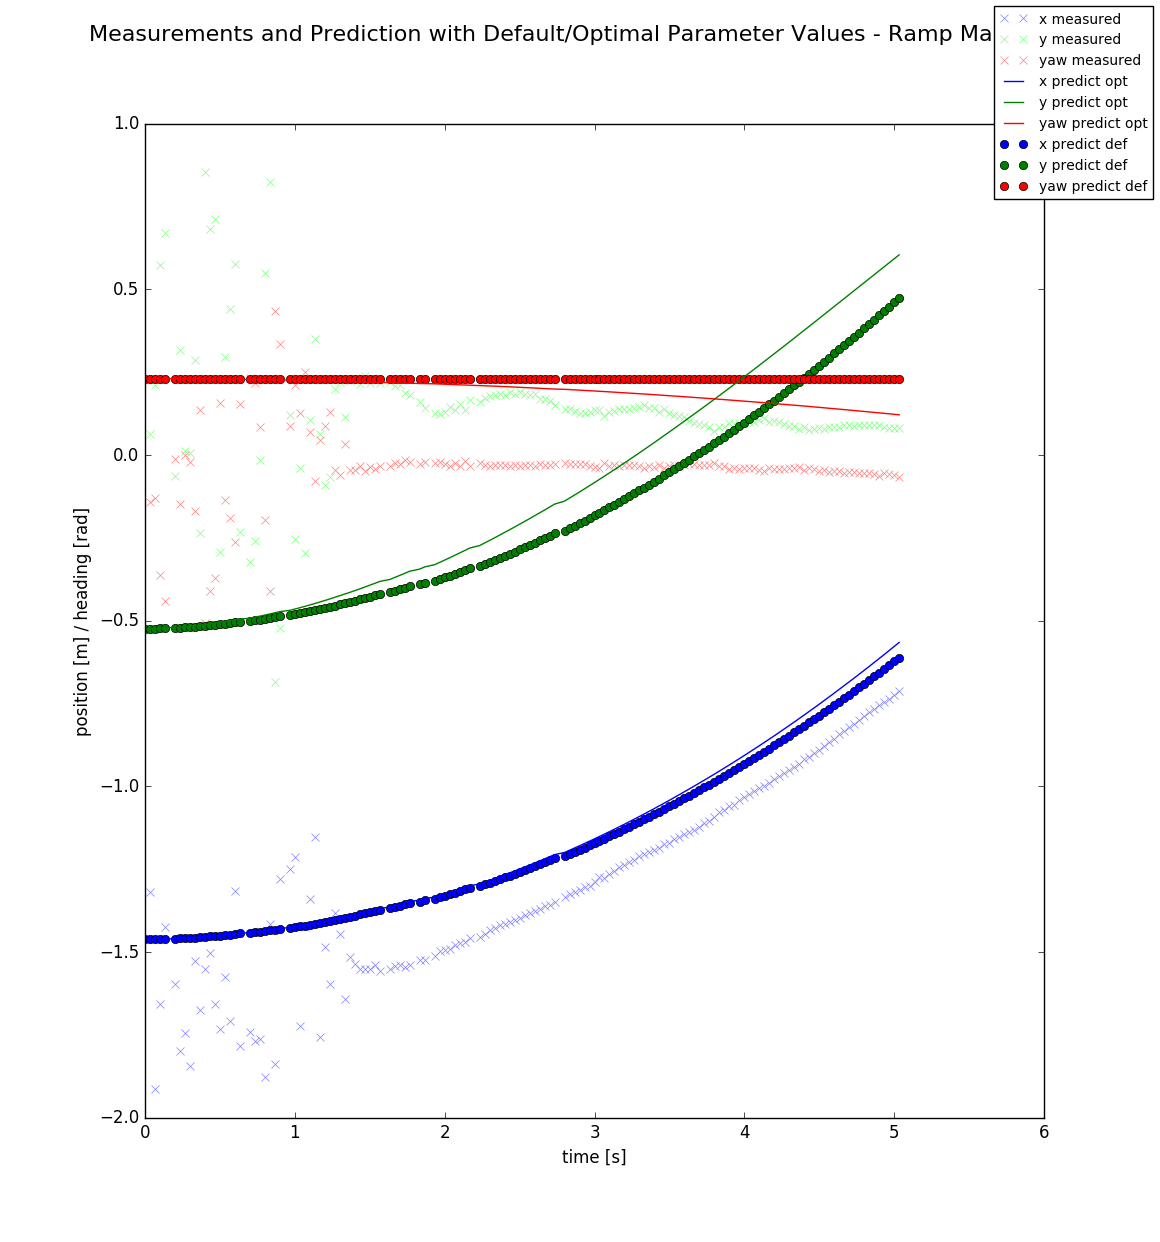 Measurements and Prediction with Default/Optimal Parameter Values - Ramp Ma
x measured
y measured
yaw measured
x predict opt
y predict opt
yaw predict opt
x predict def
y predict def
yaw predict def
1.0
0.5
0.0
−0.5
−1.0
−1.5
−2.0
position [m] / heading [rad]
0 1 2 3 4 5 6
time [s]